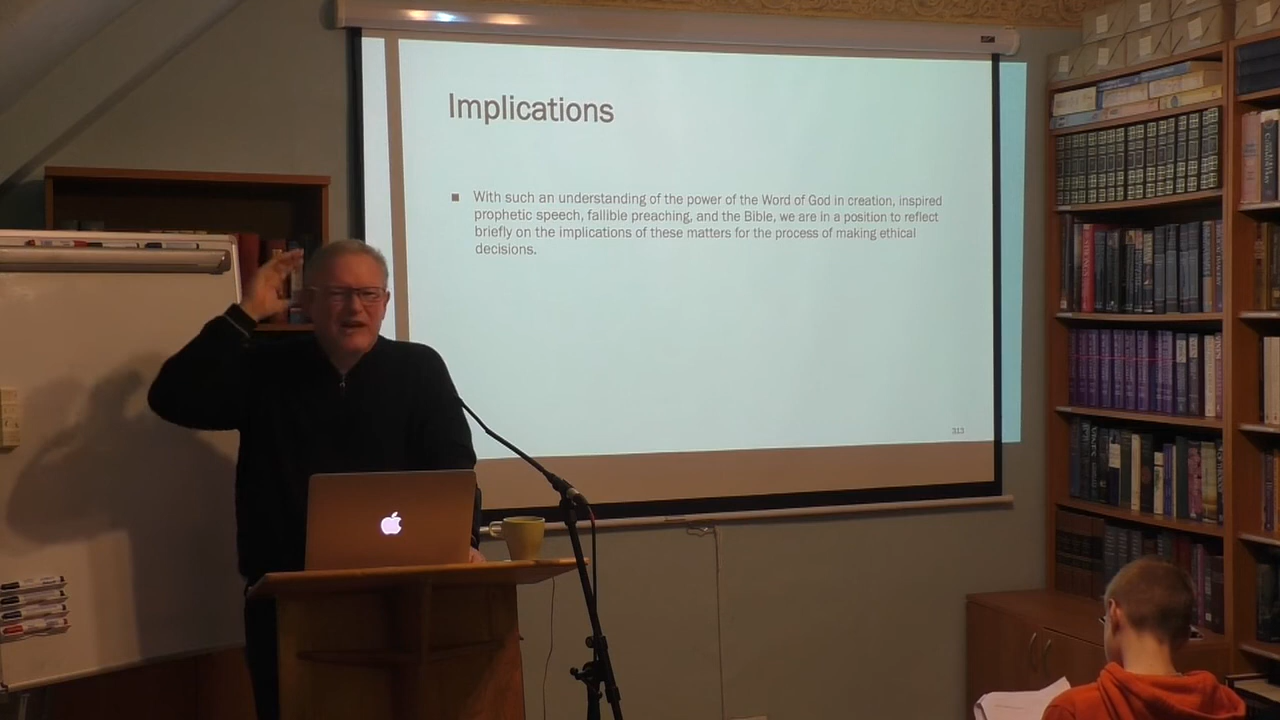 Implications
With such an understanding of the power of the Word of God in creation, inspired
prophetic speech, fallible preaching, and the Bible, we are in a position to reflect
briefly on the implications of these matters for the process of making ethical
decisions.
313